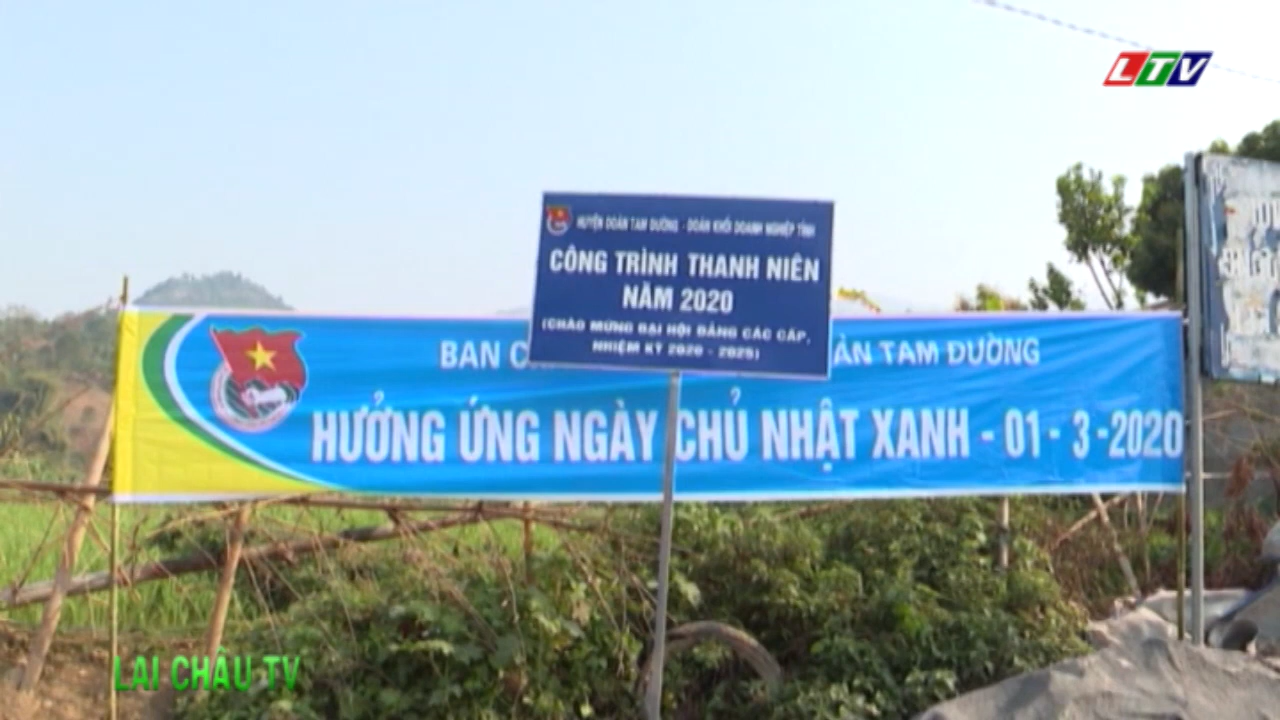 LTV
HUYỆN ĐOÀN TAM ĐƯỜNG - ĐOÀN KHỐI DOANH NGHIỆP TỈNH
CÔNG TRÌNH THANH NIÊN
NĂM 2020
(CHÀO MỪNG ĐẠI HỘI ĐẢNG CÁC CẤP,
NHIỆM KỲ 2020 - 2025)
BAN TAM ĐƯỜNG
HƯỞNG ỨNG NGÀY CHỦ NHẬT XANH - 01 - 3 - 2020
LAI CHÂU TV